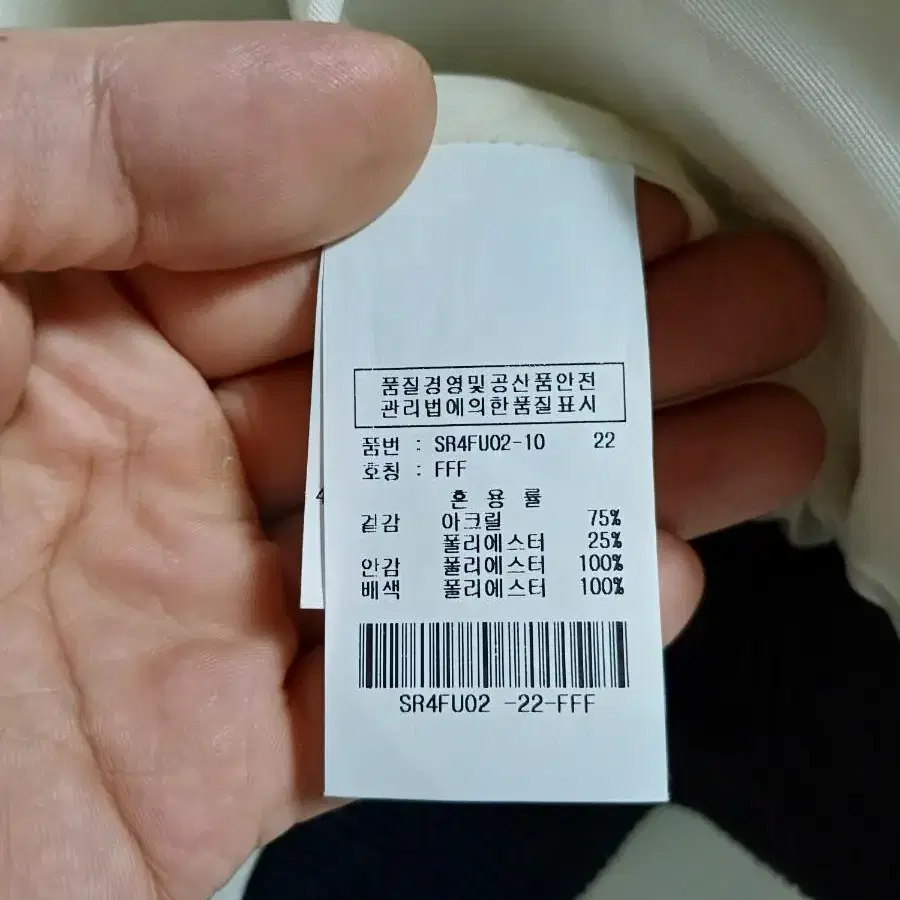 품질경영및공산품안전
관리법에의한품질표시
품번 : SR4FU02-10 22
호칭 : FFF
혼 용 률
겉감 아크릴 75%
폴리에스터 25%
안감 폴리에스터 100%
배색 폴리에스터 100%
SR4FU02 -22-FFF
4